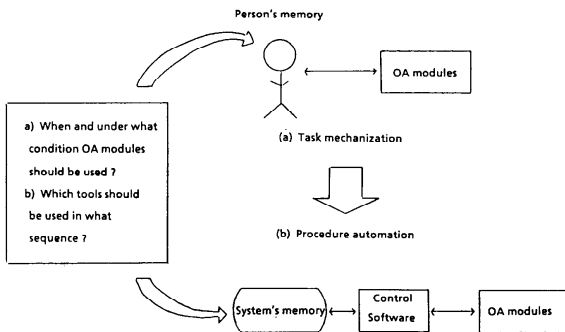 Person's memory
OA modules
(a) Task mechanization
a) When and under what
condition OA modules
should be used ?
b) Which tools should
be used in what
sequence ?
(b) Procedure automation
System's memory
Control
Software
OA modules